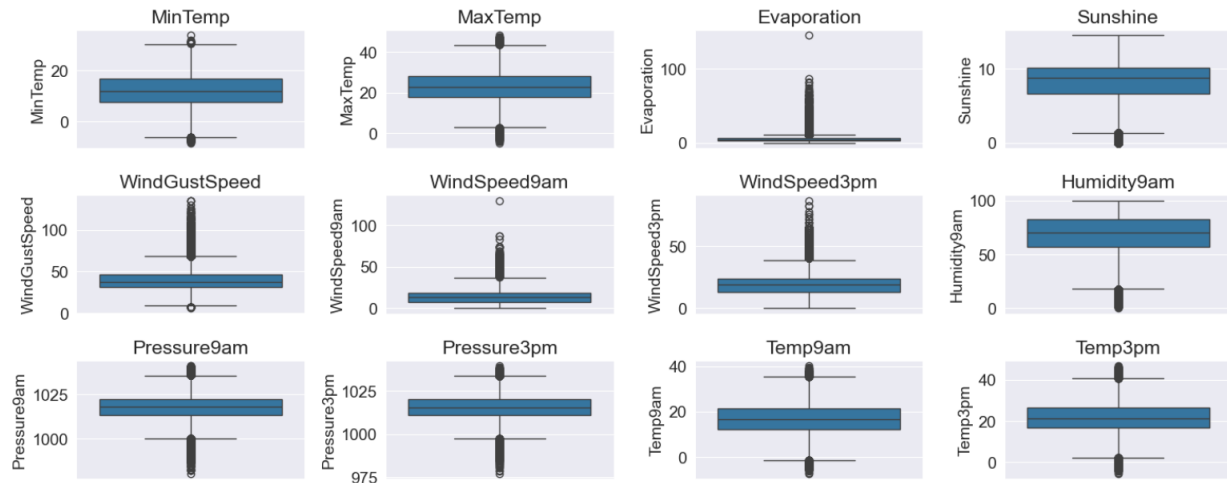 MinTemp
MinTemp
20
0
MaxTemp
MaxTemp
40
20
0
Evaporation
Evaporation
100
0
Sunshine
Sunshine
10
0
WindGustSpeed
WindGustSpeed
100
50
0
WindSpeed9am
WindSpeed9am
100
50
0
WindSpeed3pm
WindSpeed3pm
50
0
Humidity9am
Humidity9am
100
50
0
Pressure9am
Pressure9am
1025
1000
Pressure3pm
Pressure3pm
1025
1000
975
Temp9am
Temp9am
40
20
0
Temp3pm
Temp3pm
40
20
0